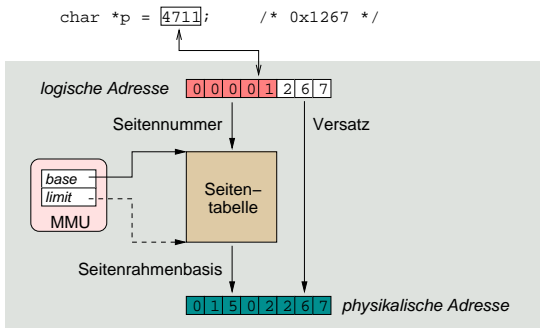 char *p = 4711; /* 0x1267 */
logische Adresse 0 0 0 0 1 2 6 7
Seitennummer Versatz
base
limit
MMU
Seiten−
tabelle
Seitenrahmenbasis
0 1 5 0 2 2 6 7 physikalische Adresse